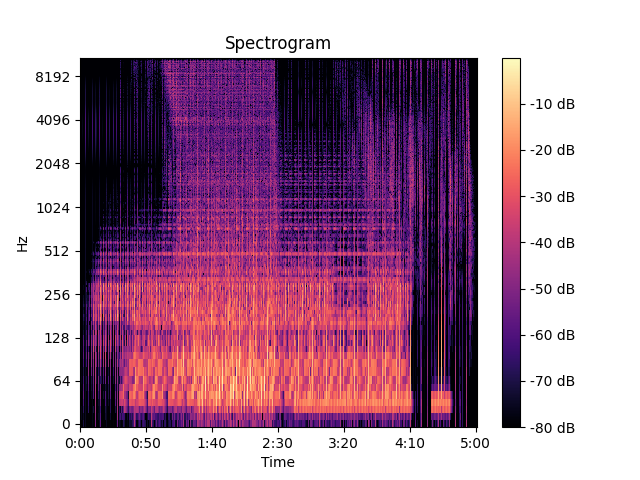 Spectrogram
8192
4096
2048
1024
512
256
128
64
0
Hz
0:00 0:50 1:40 2:30 3:20 4:10 5:00
Time
-10 dB
-20 dB
-30 dB
-40 dB
-50 dB
-60 dB
-70 dB
-80 dB